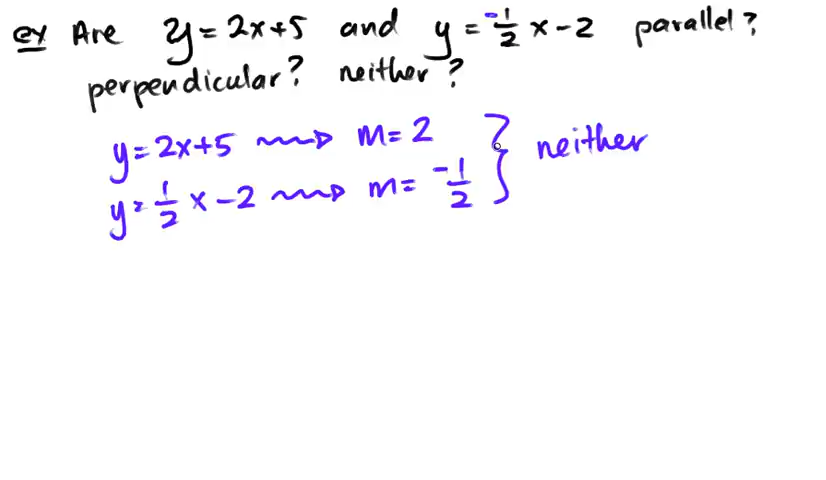 ex Are y = 2x+5 and y = -1/2 x - 2 parallel?
perpendicular? neither?
y = 2x+5 ⟿ m = 2 } neither
y = 1/2 x - 2 ⟿ m = -1/2